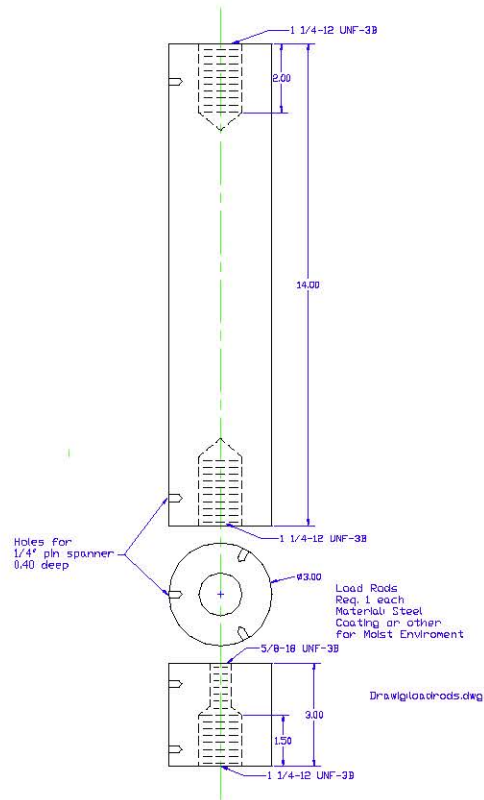 1 1/4-12 UNF-3B
2.00
14.00
1 1/4-12 UNF-3B
Holes for
1/4" pin spanner
0.40 deep
ø3.00
Load Rods
Req. 1 each
Material Steel
Coating or other
for Moist Enviroment
5/8-18 UNF-3B
3.00
1.50
Drawigloadrods.dwg
1 1/4-12 UNF-3B